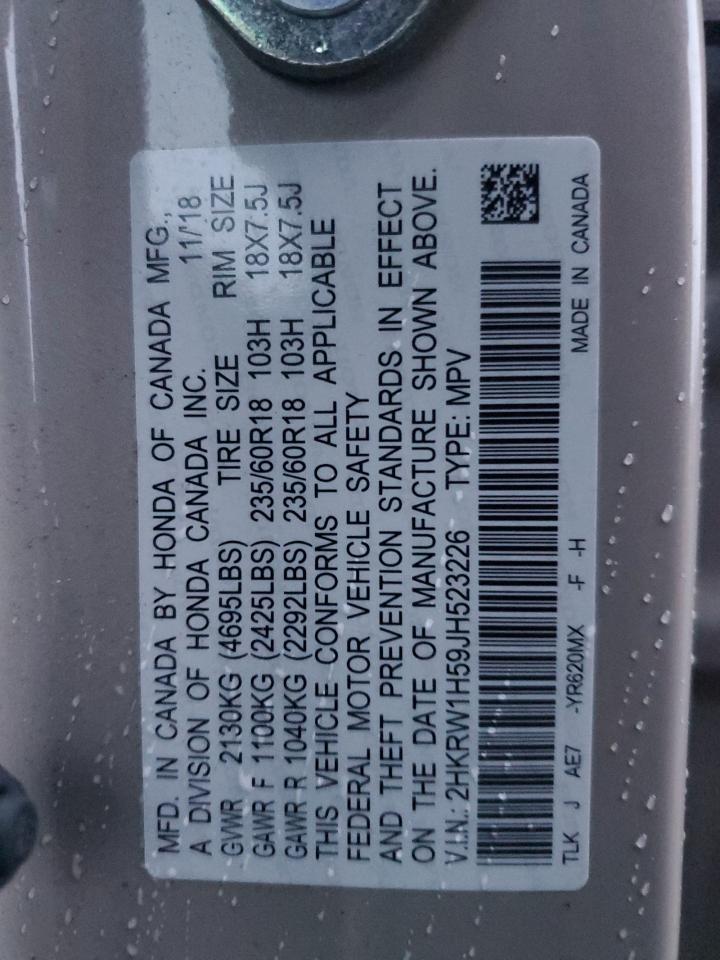 MFD. IN CANADA BY HONDA OF CANADA MFG.,
A DIVISION OF HONDA CANADA INC. 11/18
GVWR 2130KG (4695LBS) TIRE SIZE RIM SIZE
GAWR F 1100KG (2425LBS) 235/60R18 103H 18X7.5J
GAWR R 1040KG (2292LBS) 235/60R18 103H 18X7.5J
THIS VEHICLE CONFORMS TO ALL APPLICABLE
FEDERAL MOTOR VEHICLE SAFETY
AND THEFT PREVENTION STANDARDS IN EFFECT
ON THE DATE OF MANUFACTURE SHOWN ABOVE.
V.I.N.: 2HKRW1H59JH523226 TYPE: MPV
TLK J AE7 -YR620MX -F -H MADE IN CANADA